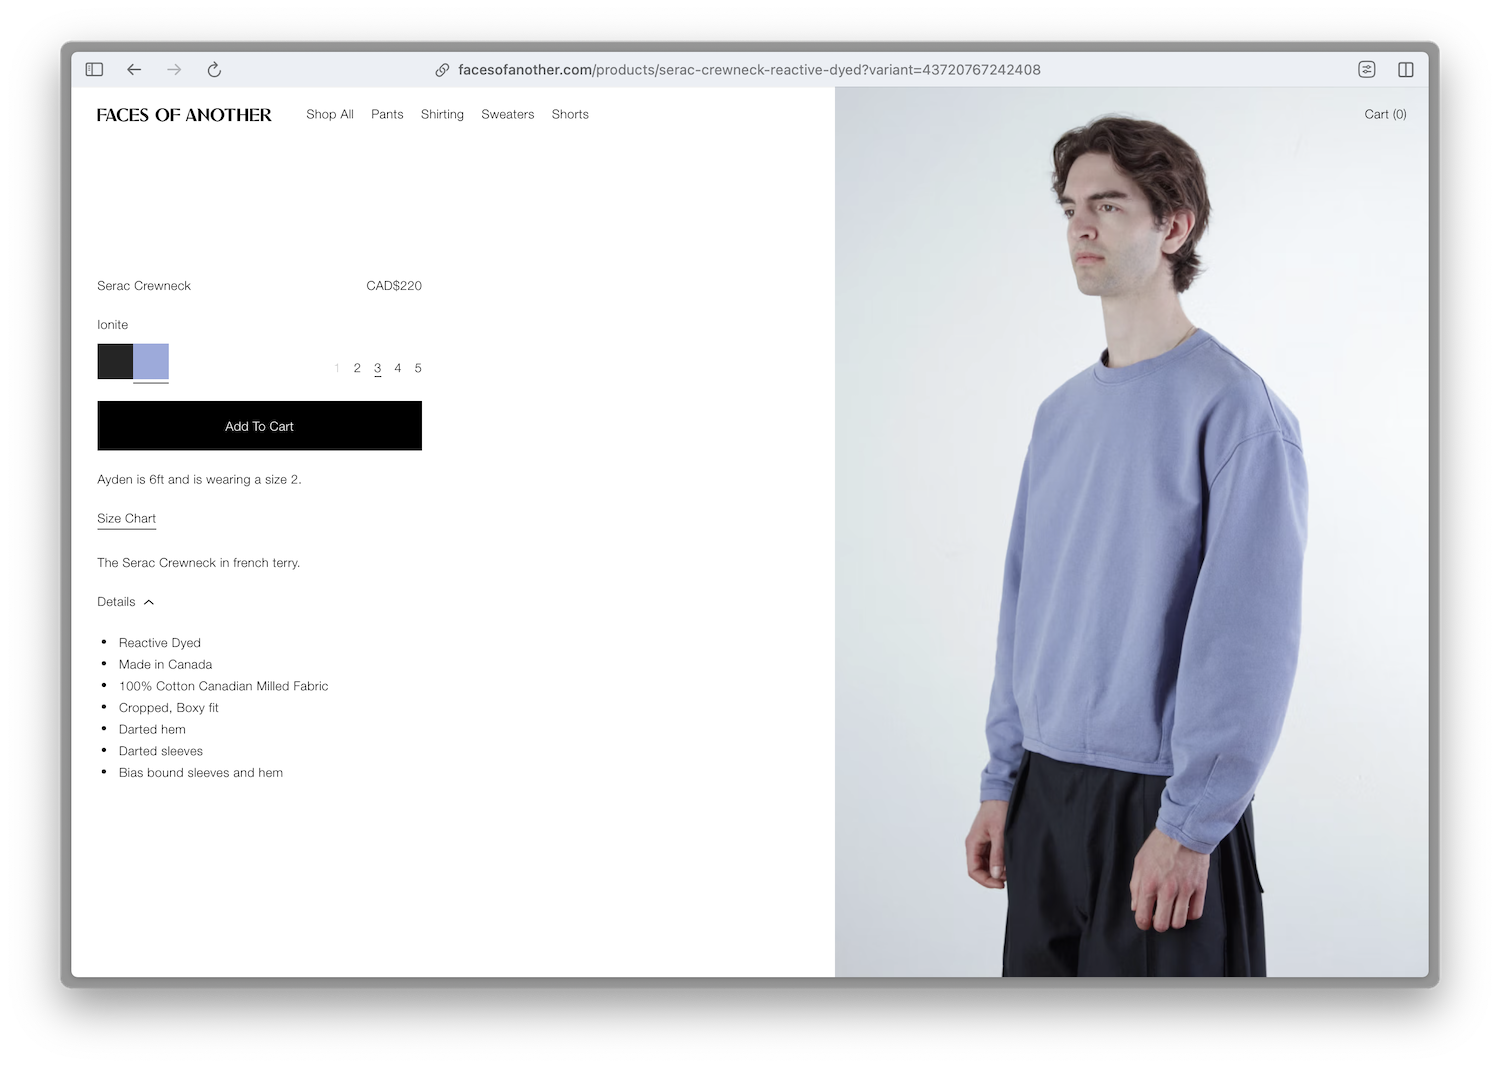 facesofanother.com/products/serac-crewneck-reactive-dyed?variant=43720767242408
FACES OF ANOTHER Shop All Pants Shirting Sweaters Shorts Cart (0)
Serac Crewneck CAD$220
Ionite
1 2 3 4 5
Add To Cart
Ayden is 6ft and is wearing a size 2.
Size Chart
The Serac Crewneck in french terry.
Details
• Reactive Dyed
• Made in Canada
• 100% Cotton Canadian Milled Fabric
• Cropped, Boxy fit
• Darted hem
• Darted sleeves
• Bias bound sleeves and hem